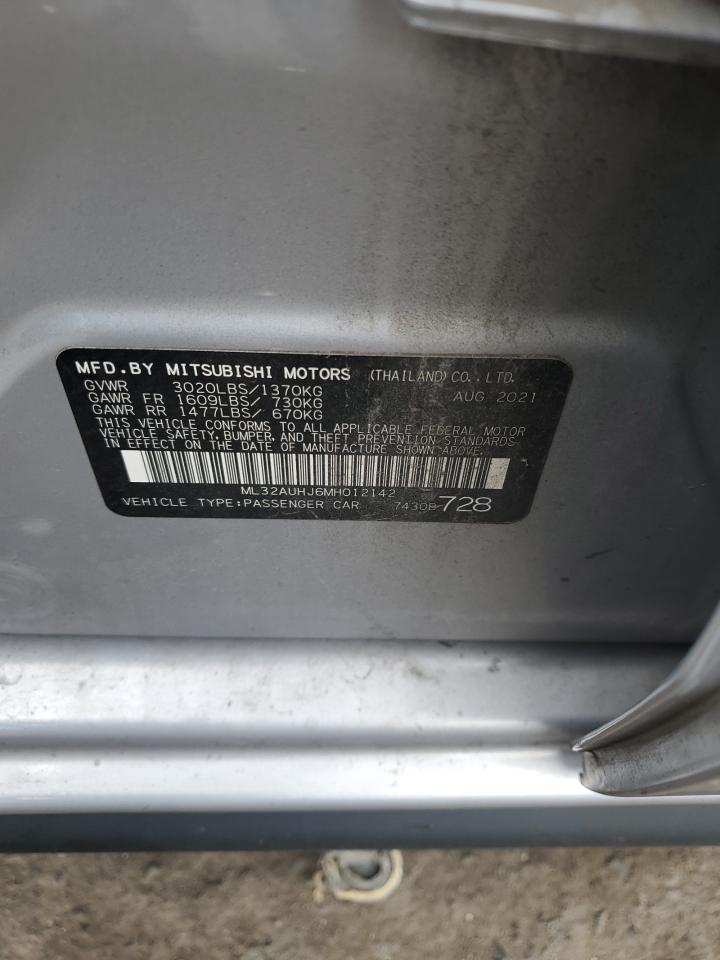 MFD.BY MITSUBISHI MOTORS (THAILAND)CO.,LTD.
GVWR 3020LBS/1370KG AUG 2021
GAWR FR 1609LBS/ 730KG
GAWR RR 1477LBS/ 670KG
THIS VEHICLE CONFORMS TO ALL APPLICABLE FEDERAL MOTOR
VEHICLE SAFETY, BUMPER, AND THEFT PREVENTION STANDARDS
IN EFFECT ON THE DATE OF MANUFACTURE SHOWN ABOVE.
ML32AUHJ6MH012142
VEHICLE TYPE:PASSENGER CAR 7430B 728